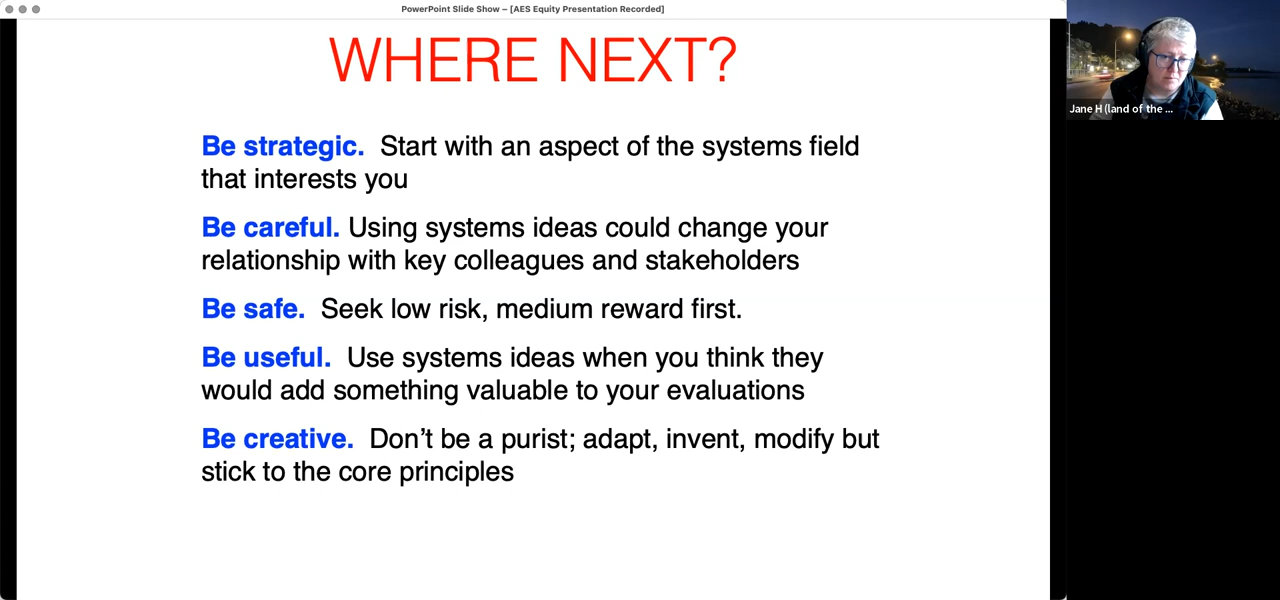 PowerPoint Slide Show – [AES Equity Presentation Recorded]
WHERE NEXT?
Be strategic. Start with an aspect of the systems field
that interests you
Be careful. Using systems ideas could change your
relationship with key colleagues and stakeholders
Be safe. Seek low risk, medium reward first.
Be useful. Use systems ideas when you think they
would add something valuable to your evaluations
Be creative. Don’t be a purist; adapt, invent, modify but
stick to the core principles
Jane H (land of the ...